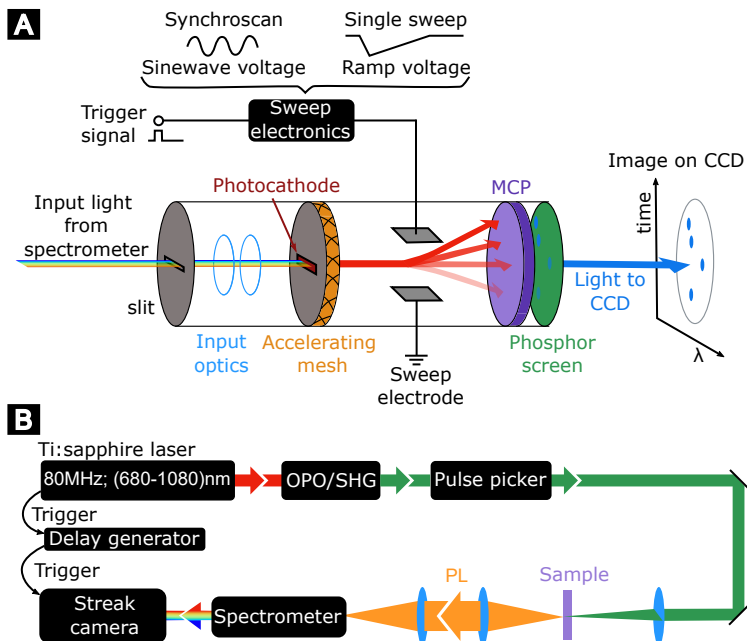 A
Synchroscan
Single sweep
Sinewave voltage
Ramp voltage
Trigger
signal
Sweep
electronics
Image on CCD
Photocathode
MCP
Input light
from
spectrometer
time
slit
Light to
CCD
Input
optics
Accelerating
mesh
Phosphor
screen
Sweep
electrode
λ
B
Ti:sapphire laser
80MHz; (680-1080)nm
OPO/SHG
Pulse picker
Trigger
Delay generator
Trigger
PL
Sample
Streak
camera
Spectrometer